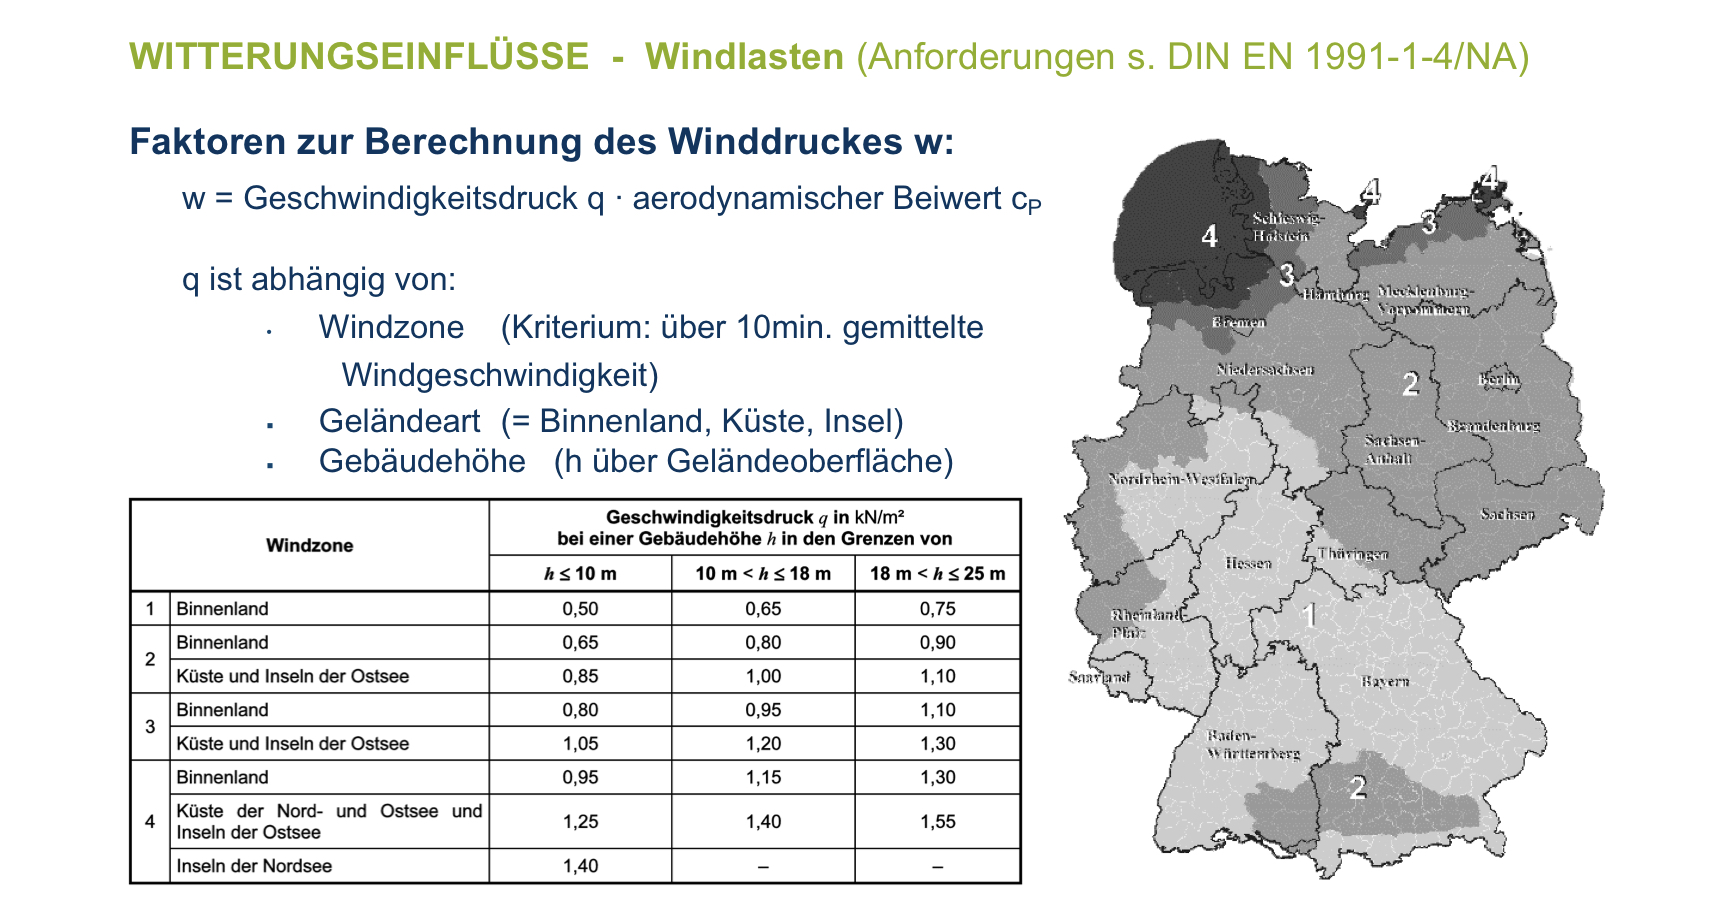 WITTERUNGSEINFLÜSSE - Windlasten (Anforderungen s. DIN EN 1991-1-4/NA)
Faktoren zur Berechnung des Winddruckes w:
w = Geschwindigkeitsdruck q · aerodynamischer Beiwert cP
q ist abhängig von:
· Windzone (Kriterium: über 10min. gemittelte
Windgeschwindigkeit)
▪ Geländeart (= Binnenland, Küste, Insel)
▪ Gebäudehöhe (h über Geländeoberfläche)
Windzone
Geschwindigkeitsdruck q in kN/m²
bei einer Gebäudehöhe h in den Grenzen von
h ≤ 10 m 10 m < h ≤ 18 m 18 m < h ≤ 25 m
1 Binnenland 0,50 0,65 0,75
2 Binnenland 0,65 0,80 0,90
Küste und Inseln der Ostsee 0,85 1,00 1,10
3 Binnenland 0,80 0,95 1,10
Küste und Inseln der Ostsee 1,05 1,20 1,30
4 Binnenland 0,95 1,15 1,30
Küste der Nord- und Ostsee und
Inseln der Ostsee 1,25 1,40 1,55
Inseln der Nordsee 1,40 – –
4
4
4
3
Schleswig-
Holstein
3
Hamburg
Mecklenburg-
Vorpommern
Bremen
Niedersachsen
2
Berlin
Brandenburg
Sachsen-
Anhalt
Nordrhein-Westfalen
Sachsen
Thüringen
Hessen
1
Rheinland-
Pfalz
Saarland
Bayern
Baden-
Württemberg
2